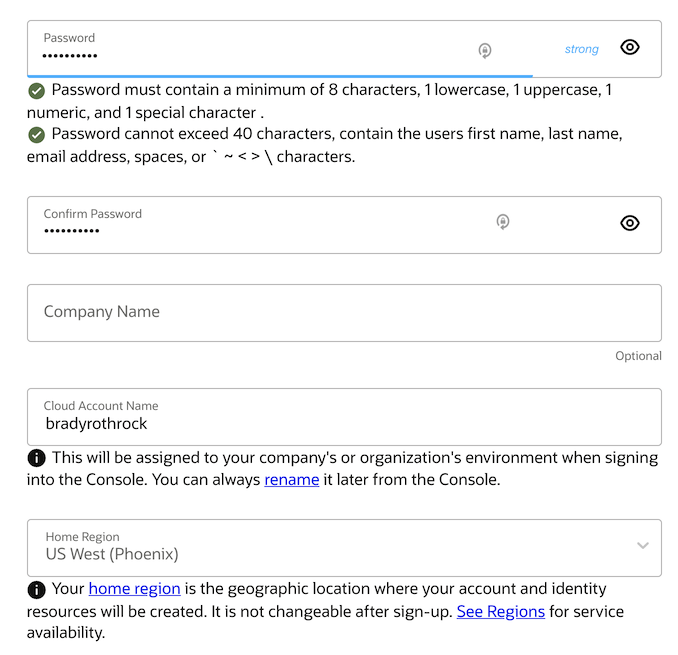 Password
••••••••••
strong
Password must contain a minimum of 8 characters, 1 lowercase, 1 uppercase, 1
numeric, and 1 special character .
Password cannot exceed 40 characters, contain the users first name, last name,
email address, spaces, or ` ~ < > \ characters.
Confirm Password
••••••••••
Company Name
Optional
Cloud Account Name
bradyrothrock
This will be assigned to your company's or organization's environment when signing
into the Console. You can always rename it later from the Console.
Home Region
US West (Phoenix)
Your home region is the geographic location where your account and identity
resources will be created. It is not changeable after sign-up. See Regions for service
availability.